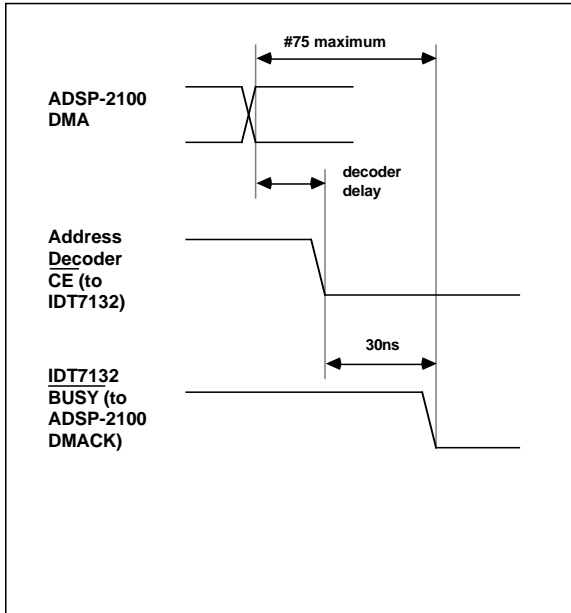 #75 maximum
ADSP-2100
DMA
decoder
delay
Address
Decoder
CE (to
IDT7132)
30ns
IDT7132
BUSY (to
ADSP-2100
DMACK)